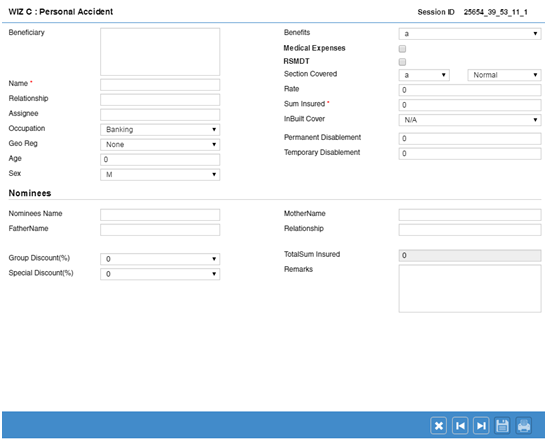 WIZ C : Personal Accident Session ID 25654_39_53_11_1
Beneficiary
Name *
Relationship
Assignee
Occupation Banking
Geo Reg None
Age 0
Sex M
Benefits a
Medical Expenses
RSMDT
Section Covered a Normal
Rate 0
Sum Insured * 0
InBuilt Cover N/A
Permanent Disablement 0
Temporary Disablement 0
Nominees
Nominees Name
FatherName
MotherName
Relationship
Group Discount(%) 0
Special Discount(%) 0
TotalSum Insured 0
Remarks